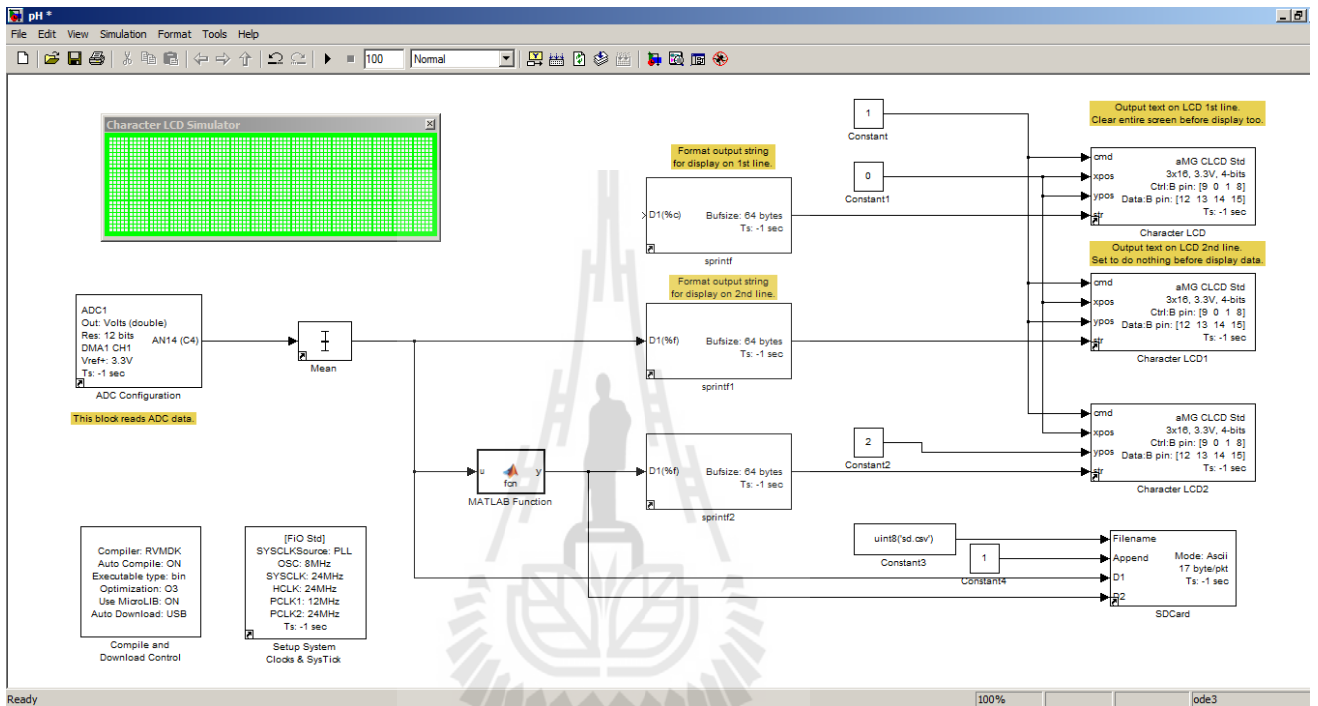 pH *
File Edit View Simulation Format Tools Help
100 Normal
Character LCD Simulator
Format output string
for display on 1st line.
>D1(%c) Bufsize: 64 bytes
Ts: -1 sec
sprintf
Format output string
for display on 2nd line.
D1(%f) Bufsize: 64 bytes
Ts: -1 sec
sprintf1
D1(%f) Bufsize: 64 bytes
Ts: -1 sec
sprintf2
ADC1
Out: Volts (double)
Res: 12 bits
DMA1 CH1
Vref+: 3.3V
Ts: -1 sec
AN14 (C4)
ADC Configuration
This block reads ADC data.
Mean
u fcn y
MATLAB Function
Compiler: RVMDK
Auto Compile: ON
Executable type: bin
Optimization: O3
Use MicroLIB: ON
Auto Download: USB
Compile and
Download Control
[FiO Std]
SYSCLKSource: PLL
OSC: 8MHz
SYSCLK: 24MHz
HCLK: 24MHz
PCLK1: 12MHz
PCLK2: 24MHz
Ts: -1 sec
Setup System
Clocks & SysTick
1
Constant
0
Constant1
2
Constant2
uint8('sd.csv')
Constant3
1
Constant4
Output text on LCD 1st line.
Clear entire screen before display too.
cmd
xpos
ypos
str
aMG CLCD Std
3x16, 3.3V, 4-bits
Ctrl:B pin: [9 0 1 8]
Data:B pin: [12 13 14 15]
Ts: -1 sec
Character LCD
Output text on LCD 2nd line.
Set to do nothing before display data.
cmd
xpos
ypos
str
aMG CLCD Std
3x16, 3.3V, 4-bits
Ctrl:B pin: [9 0 1 8]
Data:B pin: [12 13 14 15]
Ts: -1 sec
Character LCD1
cmd
xpos
ypos
str
aMG CLCD Std
3x16, 3.3V, 4-bits
Ctrl:B pin: [9 0 1 8]
Data:B pin: [12 13 14 15]
Ts: -1 sec
Character LCD2
Filename
Append
D1
D2
Mode: Ascii
17 byte/pkt
Ts: -1 sec
SDCard
Ready 100% ode3